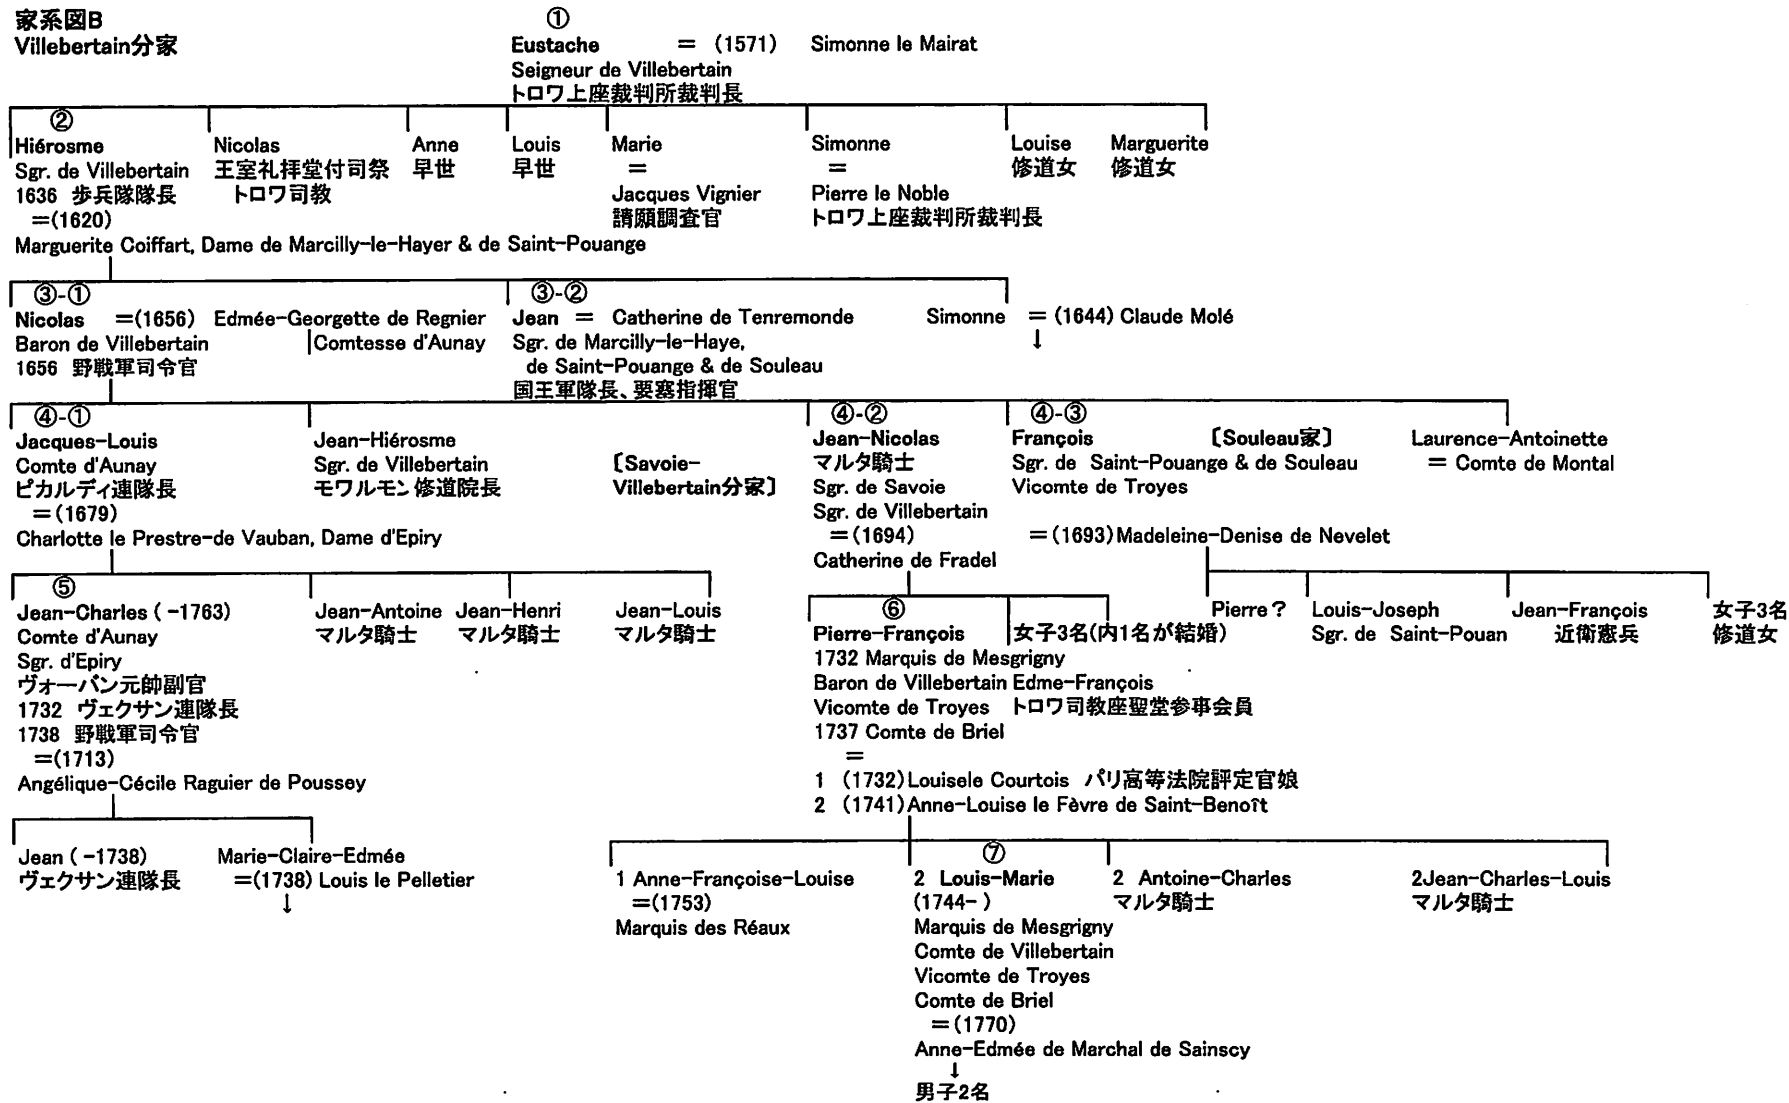 家系図B
Villebertain分家
①
Eustache = (1571) Simonne le Mairat
Seigneur de Villebertain
トロワ上座裁判所裁判長
②
Hiérosme
Sgr. de Villebertain
1636 歩兵隊隊長
=(1620)
Marguerite Coiffart, Dame de Marcilly-le-Hayer & de Saint-Pouange
Nicolas
王室礼拝堂付司祭
トロワ司教
Anne
早世
Louis
早世
Marie
=
Jacques Vignier
請願調査官
Simonne
=
Pierre le Noble
トロワ上座裁判所裁判長
Louise
修道女
Marguerite
修道女
③-①
Nicolas =(1656) Edmée-Georgette de Regnier
Baron de Villebertain Comtesse d'Aunay
1656 野戦軍司令官
③-②
Jean = Catherine de Tenremonde
Sgr. de Marcilly-le-Haye,
de Saint-Pouange & de Souleau
国王軍隊長、要塞指揮官
Simonne = (1644) Claude Molé
↓
④-①
Jacques-Louis
Comte d'Aunay
ピカルディ連隊長
=(1679)
Charlotte le Prestre-de Vauban, Dame d'Epiry
Jean-Hiérosme
Sgr. de Villebertain
モワルモン修道院長
〔Savoie-
Villebertain分家〕
④-②
Jean-Nicolas
マルタ騎士
Sgr. de Savoie
Sgr. de Villebertain
=(1694)
Catherine de Fradel
④-③
François 〔Souleau家〕
Sgr. de Saint-Pouange & de Souleau
Vicomte de Troyes
=(1693)Madeleine-Denise de Nevelet
Laurence-Antoinette
= Comte de Montal
⑤
Jean-Charles ( -1763)
Comte d'Aunay
Sgr. d'Epiry
ヴォーバン元帥副官
1732 ヴェクサン連隊長
1738 野戦軍司令官
=(1713)
Angélique-Cécile Raguier de Poussey
Jean-Antoine
マルタ騎士
Jean-Henri
マルタ騎士
Jean-Louis
マルタ騎士
⑥
Pierre-François
1732 Marquis de Mesgrigny
Baron de Villebertain
Vicomte de Troyes
1737 Comte de Briel
=
1 (1732)Louisele Courtois パリ高等法院評定官娘
2 (1741)Anne-Louise le Fèvre de Saint-Benoît
女子3名(内1名が結婚)
Edme-François
トロワ司教座聖堂参事会員
Pierre?
Louis-Joseph
Sgr. de Saint-Pouan
Jean-François
近衛憲兵
女子3名
修道女
Jean ( -1738)
ヴェクサン連隊長
Marie-Claire-Edmée
=(1738) Louis le Pelletier
↓
1 Anne-Françoise-Louise
=(1753)
Marquis des Réaux
⑦
2 Louis-Marie
(1744- )
Marquis de Mesgrigny
Comte de Villebertain
Vicomte de Troyes
Comte de Briel
=(1770)
Anne-Edmée de Marchal de Sainscy
↓
男子2名
2 Antoine-Charles
マルタ騎士
2Jean-Charles-Louis
マルタ騎士